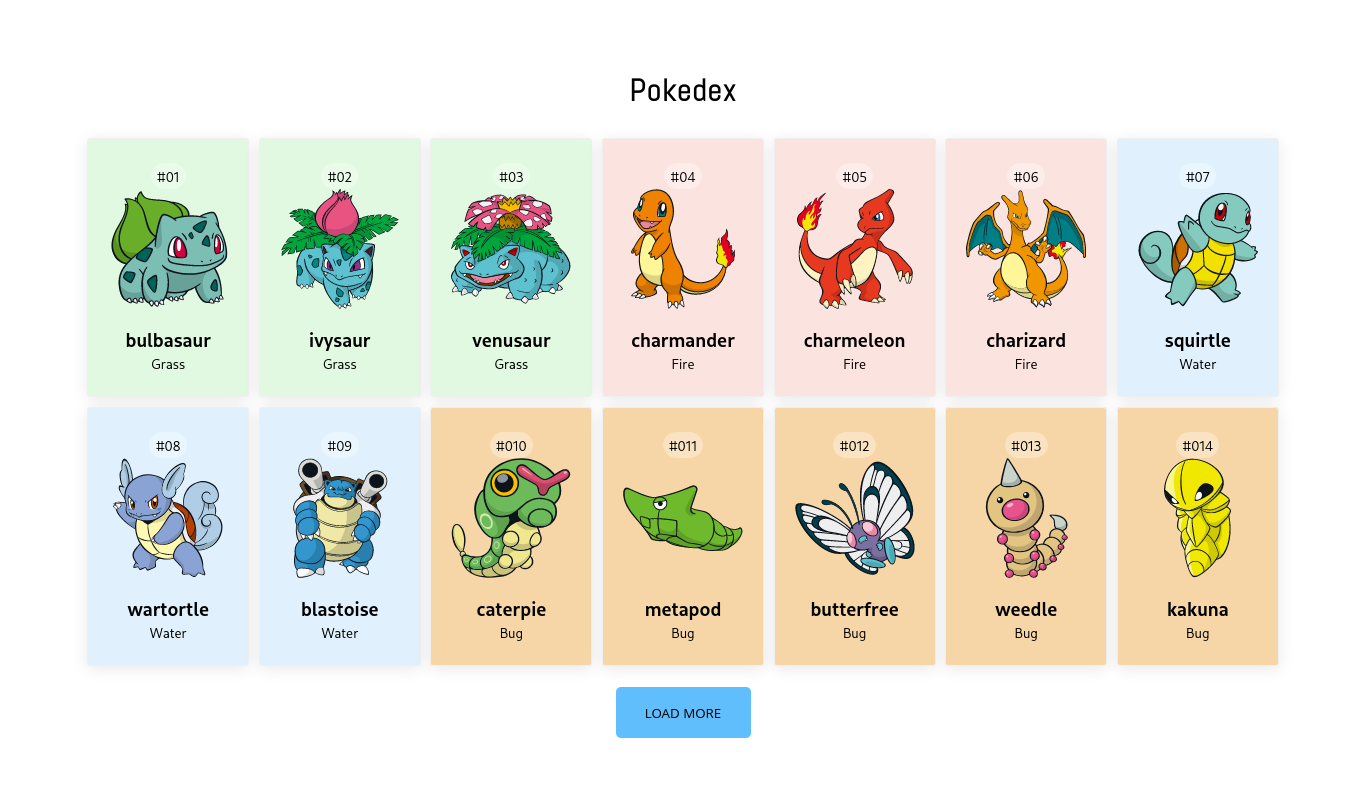 Pokedex
#01 #02 #03 #04 #05 #06 #07
bulbasaur ivysaur venusaur charmander charmeleon charizard squirtle
Grass Grass Grass Fire Fire Fire Water
#08 #09 #010 #011 #012 #013 #014
wartortle blastoise caterpie metapod butterfree weedle kakuna
Water Water Bug Bug Bug Bug Bug
LOAD MORE